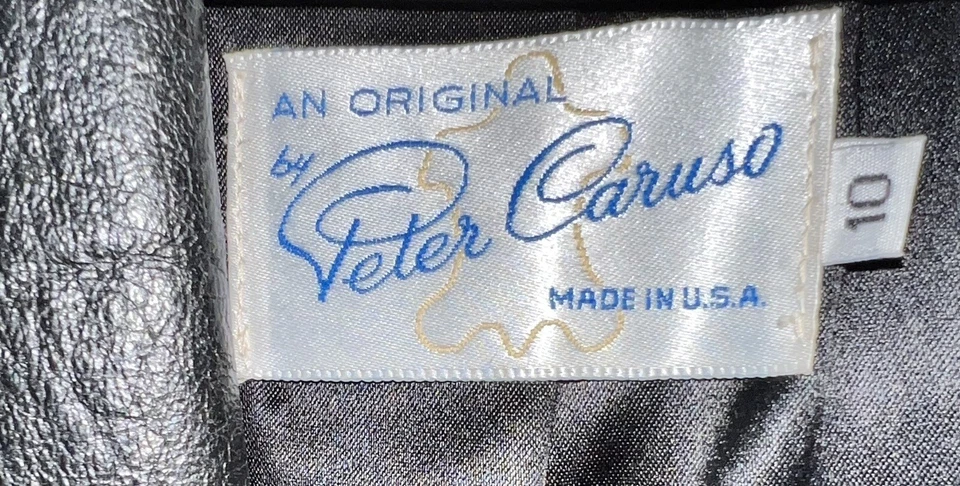 AN ORIGINAL
by Peter Caruso
MADE IN U.S.A.
10